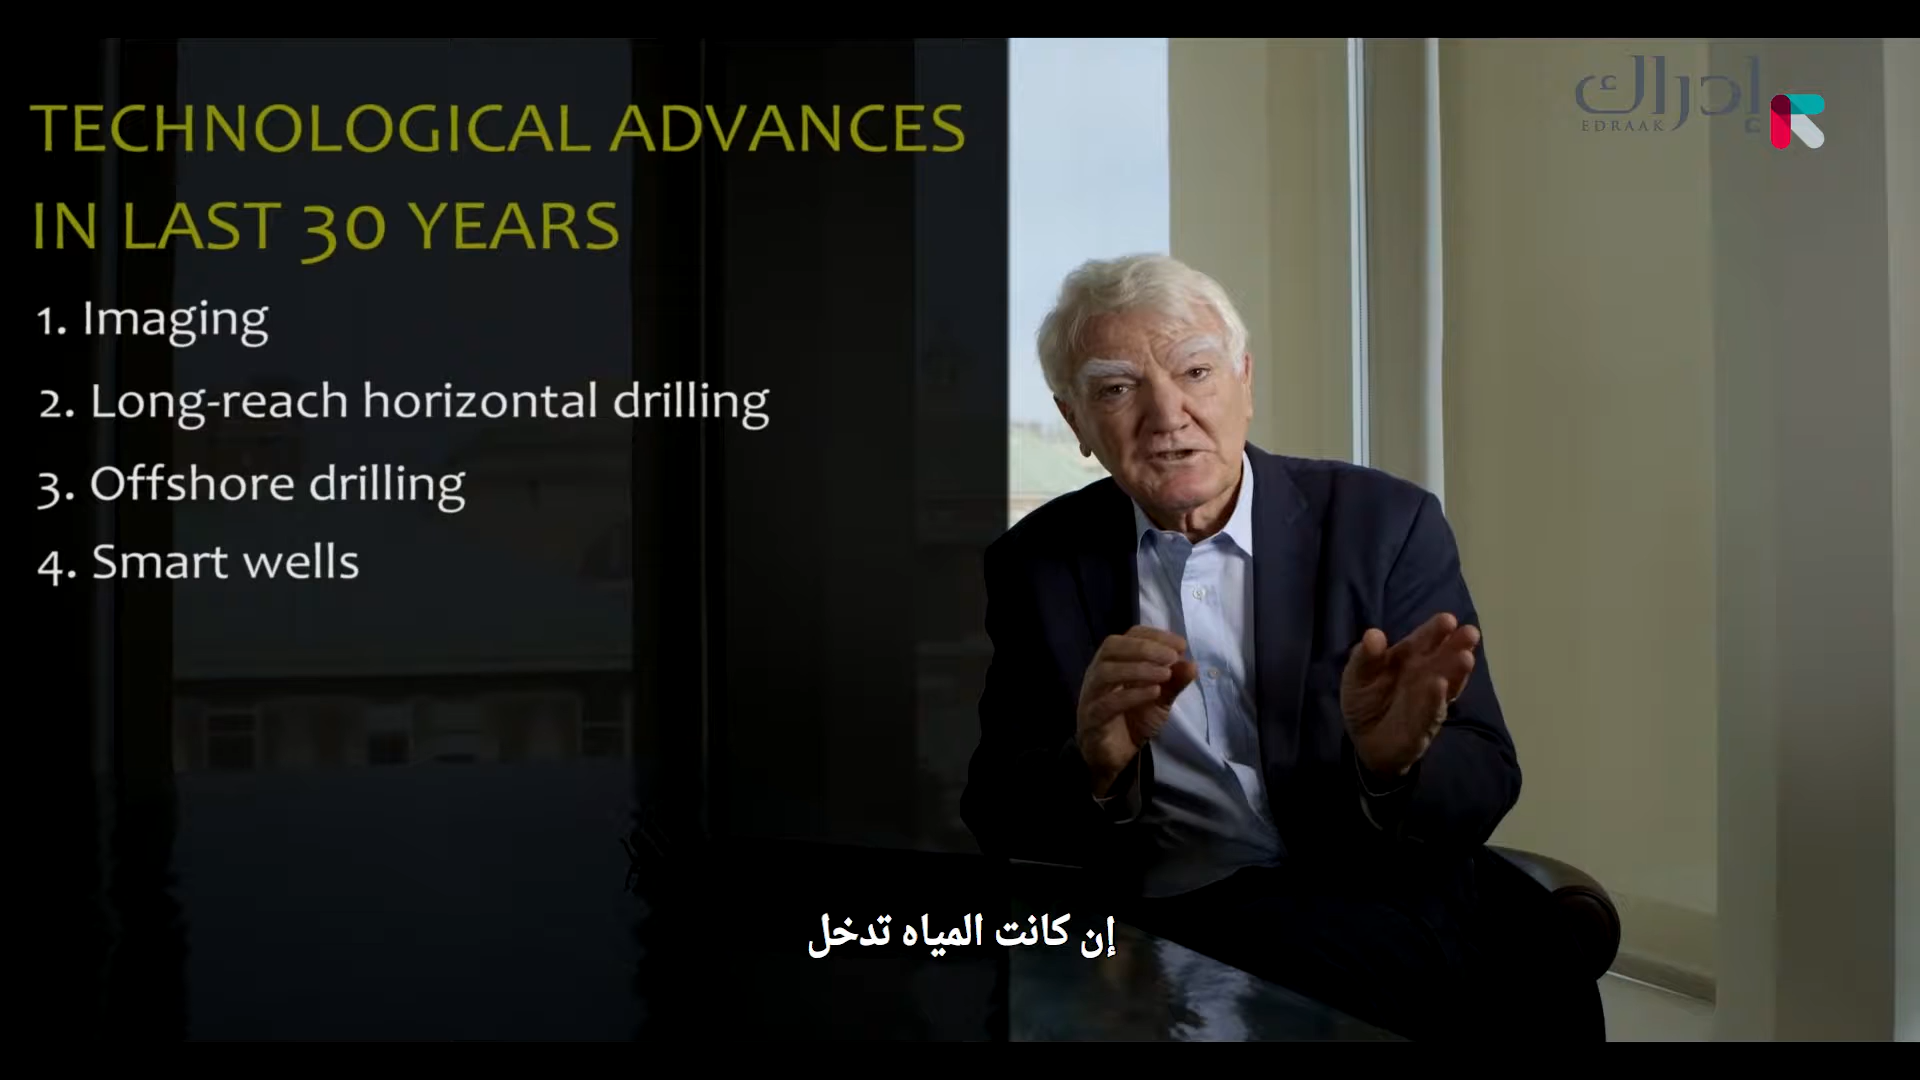 TECHNOLOGICAL ADVANCES
IN LAST 30 YEARS
1. Imaging
2. Long-reach horizontal drilling
3. Offshore drilling
4. Smart wells
إدراك
EDRAAK
إن كانت المياه تدخل